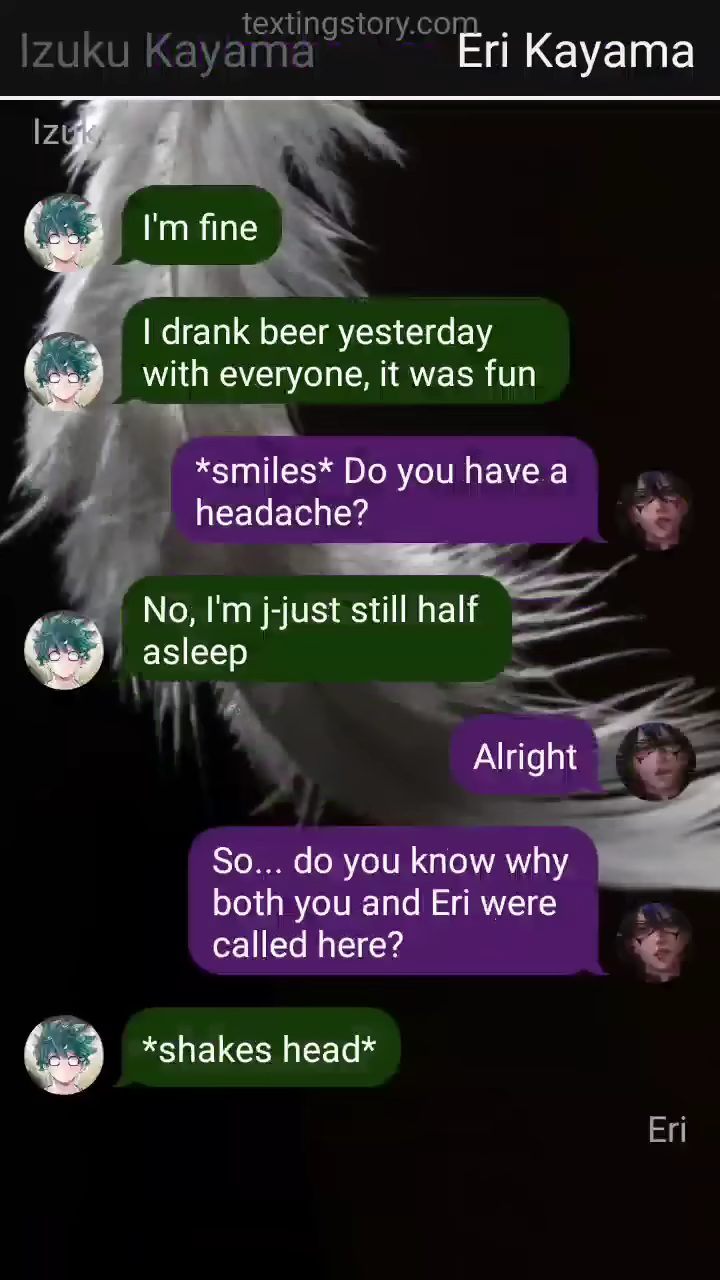 textingstory.com
Izuku Kayama
Eri Kayama
Izuk
I'm fine
I drank beer yesterday
with everyone, it was fun
*smiles* Do you have a
headache?
No, I'm j-just still half
asleep
Alright
So... do you know why
both you and Eri were
called here?
*shakes head*
Eri